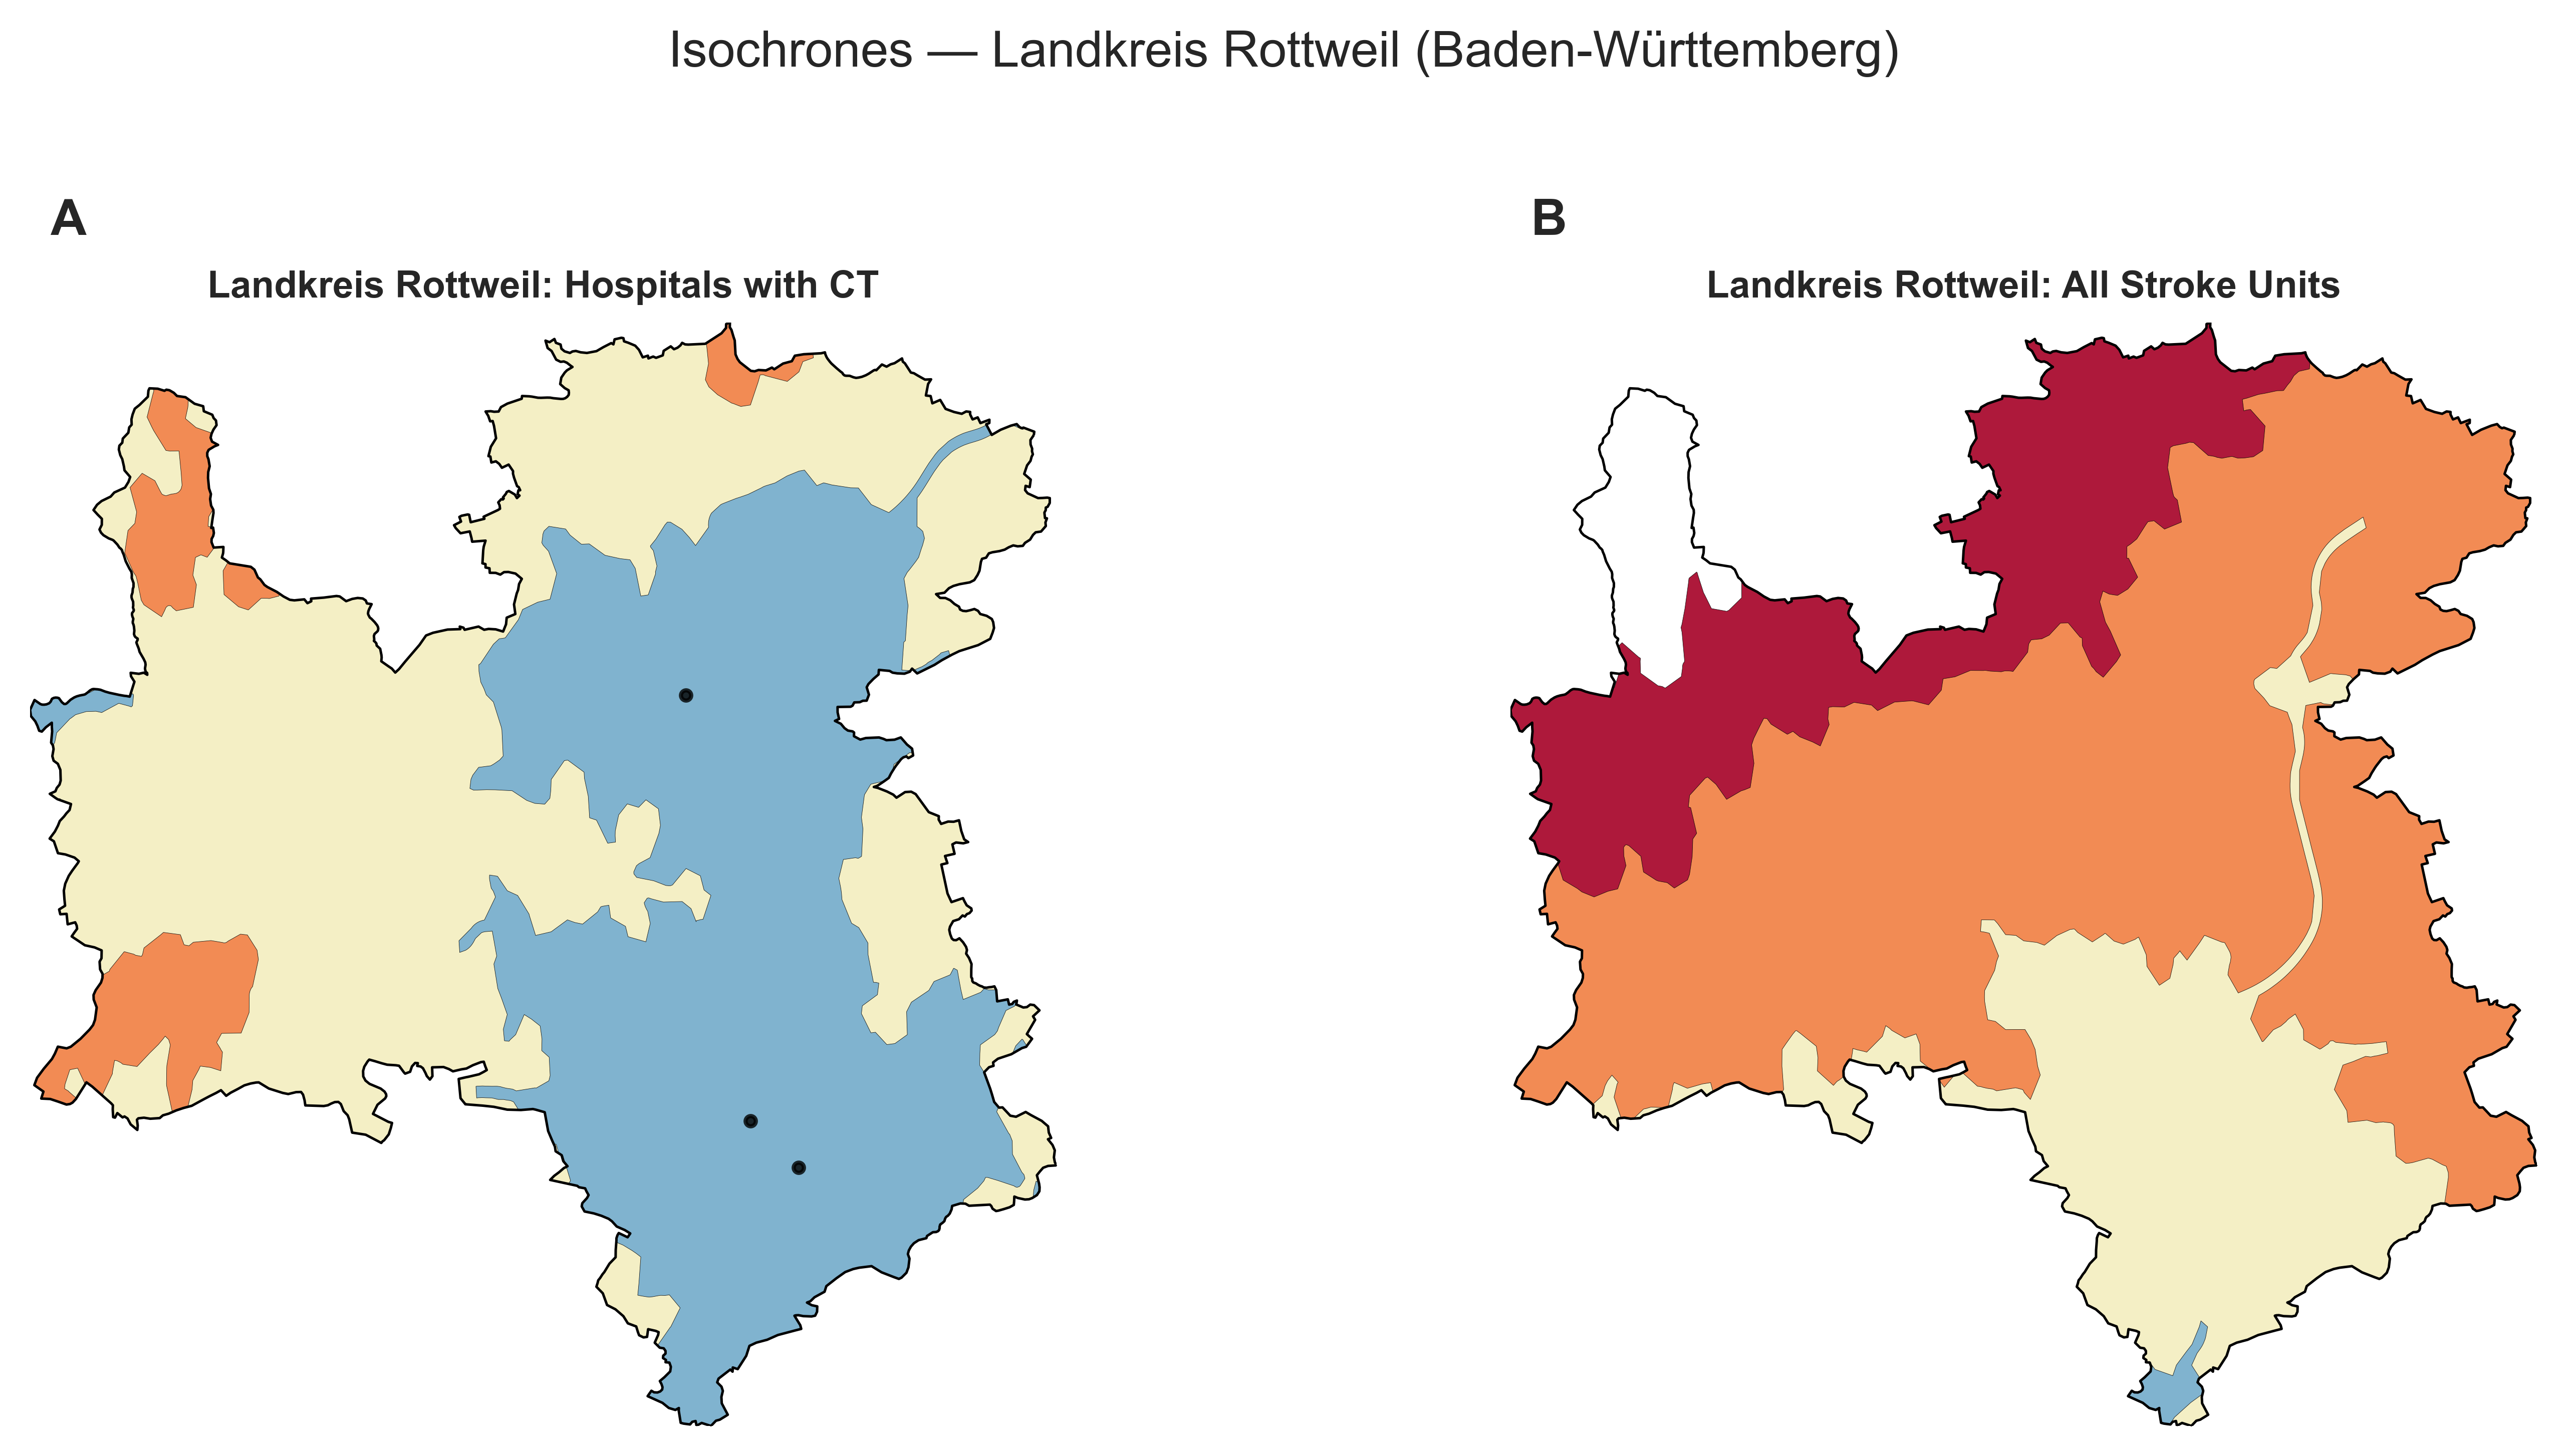 Isochrones — Landkreis Rottweil (Baden-Württemberg)
A
Landkreis Rottweil: Hospitals with CT
B
Landkreis Rottweil: All Stroke Units